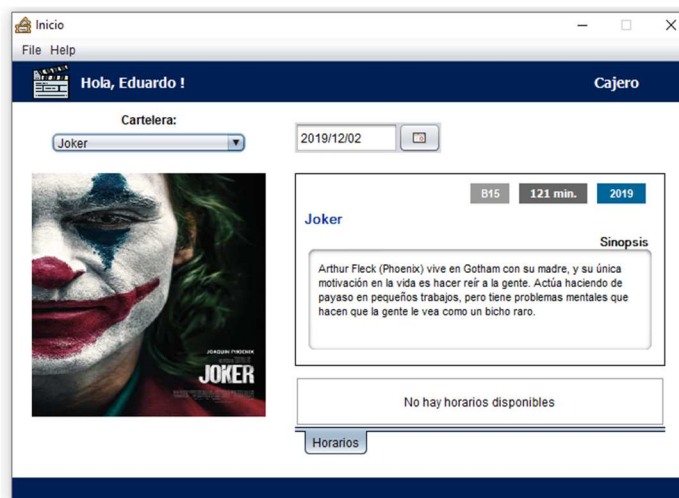 Inicio
File Help
Hola, Eduardo !
Cajero
Cartelera:
Joker
2019/12/02
B15 121 min. 2019
Joker
Sinopsis
Arthur Fleck (Phoenix) vive en Gotham con su madre, y su única
motivación en la vida es hacer reír a la gente. Actúa haciendo de
payaso en pequeños trabajos, pero tiene problemas mentales que
hacen que la gente le vea como un bicho raro.
JOAQUIN PHOENIX
JOKER
No hay horarios disponibles
Horarios